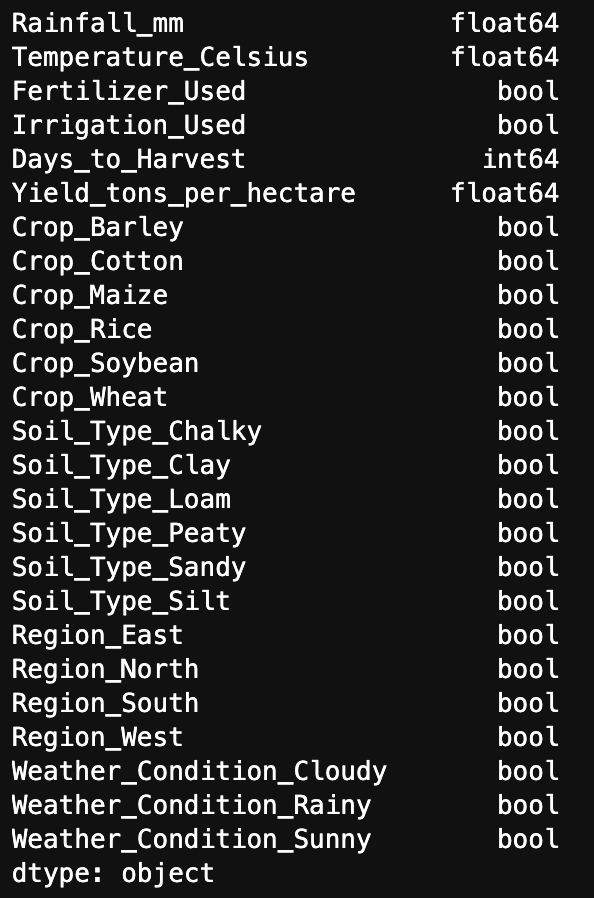 Rainfall_mm float64
Temperature_Celsius float64
Fertilizer_Used bool
Irrigation_Used bool
Days_to_Harvest int64
Yield_tons_per_hectare float64
Crop_Barley bool
Crop_Cotton bool
Crop_Maize bool
Crop_Rice bool
Crop_Soybean bool
Crop_Wheat bool
Soil_Type_Chalky bool
Soil_Type_Clay bool
Soil_Type_Loam bool
Soil_Type_Peaty bool
Soil_Type_Sandy bool
Soil_Type_Silt bool
Region_East bool
Region_North bool
Region_South bool
Region_West bool
Weather_Condition_Cloudy bool
Weather_Condition_Rainy bool
Weather_Condition_Sunny bool
dtype: object